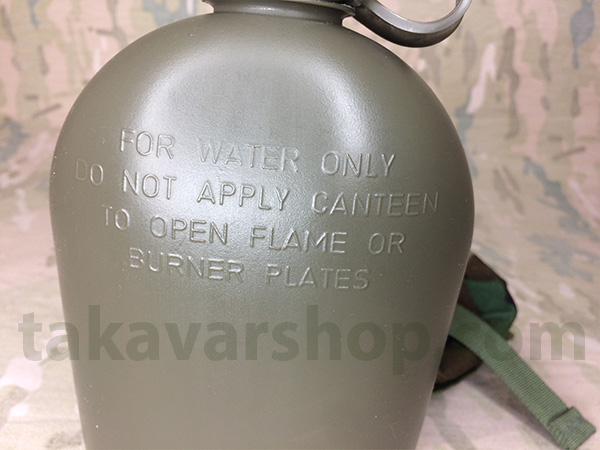 FOR WATER ONLY
DO NOT APPLY CANTEEN
TO OPEN FLAME OR
BURNER PLATES
takavarshop.com